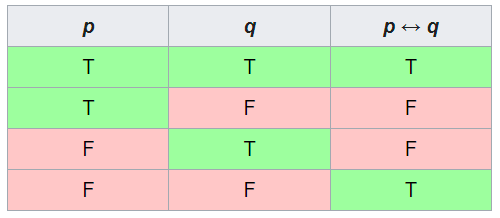 p q p ↔ q
T T T
T F F
F T F
F F T